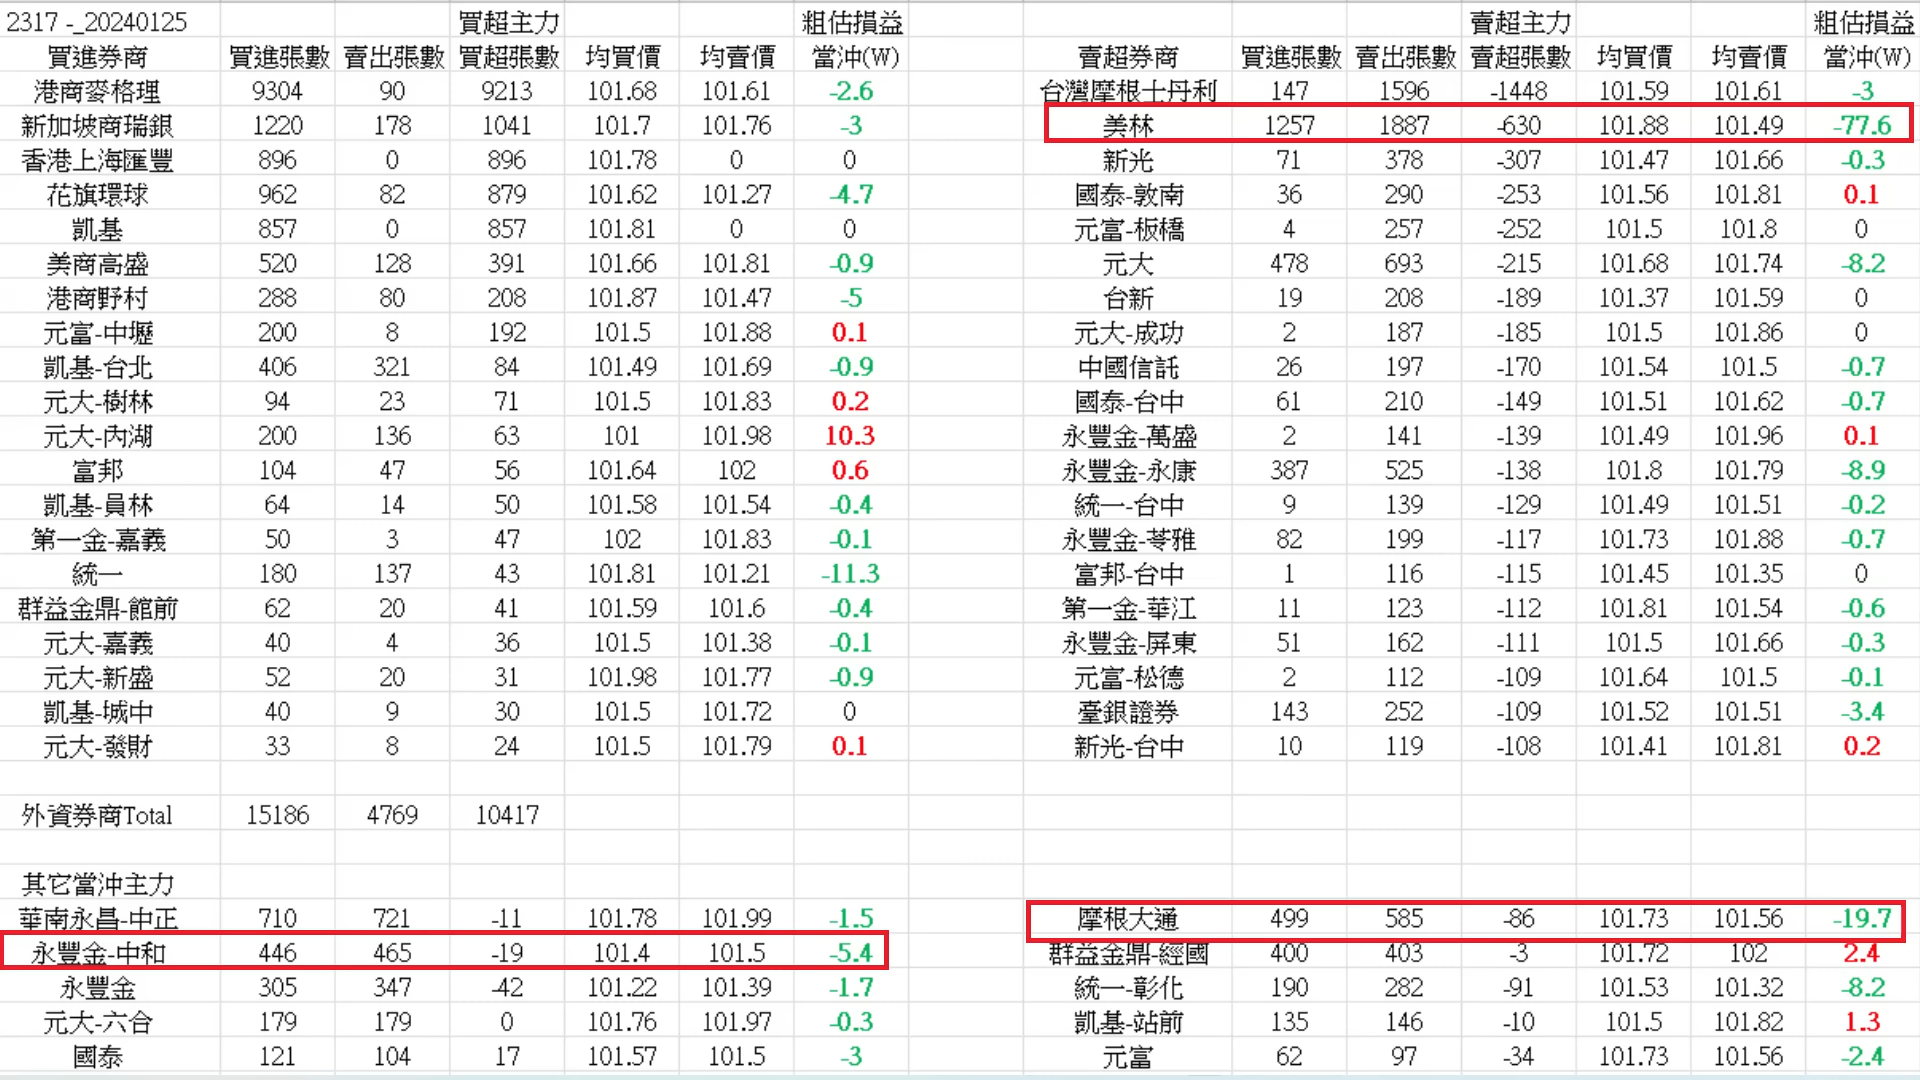 2317 -_20240125 買超主力 粗估損益 賣超主力 粗估損益
買進券商 買進張數 賣出張數 買超張數 均買價 均賣價 當沖(W) 賣超券商 買進張數 賣出張數 賣超張數 均買價 均賣價 當沖(W)
港商麥格理 9304 90 9213 101.68 101.61 -2.6 台灣摩根士丹利 147 1596 -1448 101.59 101.61 -3
新加坡商瑞銀 1220 178 1041 101.7 101.76 -3 美林 1257 1887 -630 101.88 101.49 -77.6
香港上海匯豐 896 0 896 101.78 0 0 新光 71 378 -307 101.47 101.66 -0.3
花旗環球 962 82 879 101.62 101.27 -4.7 國泰-敦南 36 290 -253 101.56 101.81 0.1
凱基 857 0 857 101.81 0 0 元富-板橋 4 257 -252 101.5 101.8 0
美商高盛 520 128 391 101.66 101.81 -0.9 元大 478 693 -215 101.68 101.74 -8.2
港商野村 288 80 208 101.87 101.47 -5 台新 19 208 -189 101.37 101.59 0
元富-中壢 200 8 192 101.5 101.88 0.1 元大-成功 2 187 -185 101.5 101.86 0
凱基-台北 406 321 84 101.49 101.69 -0.9 中國信託 26 197 -170 101.54 101.5 -0.7
元大-樹林 94 23 71 101.5 101.83 0.2 國泰-台中 61 210 -149 101.51 101.62 -0.7
元大-內湖 200 136 63 101 101.98 10.3 永豐金-萬盛 2 141 -139 101.49 101.96 0.1
富邦 104 47 56 101.64 102 0.6 永豐金-永康 387 525 -138 101.8 101.79 -8.9
凱基-員林 64 14 50 101.58 101.54 -0.4 統一-台中 9 139 -129 101.49 101.51 -0.2
第一金-嘉義 50 3 47 102 101.83 -0.1 永豐金-苓雅 82 199 -117 101.73 101.88 -0.7
統一 180 137 43 101.81 101.21 -11.3 富邦-台中 1 116 -115 101.45 101.35 0
群益金鼎-館前 62 20 41 101.59 101.6 -0.4 第一金-華江 11 123 -112 101.81 101.54 -0.6
元大-嘉義 40 4 36 101.5 101.38 -0.1 永豐金-屏東 51 162 -111 101.5 101.66 -0.3
元大-新盛 52 20 31 101.98 101.77 -0.9 元富-松德 2 112 -109 101.64 101.5 -0.1
凱基-城中 40 9 30 101.5 101.72 0 臺銀證券 143 252 -109 101.52 101.51 -3.4
元大-發財 33 8 24 101.5 101.79 0.1 新光-台中 10 119 -108 101.41 101.81 0.2
外資券商Total 15186 4769 10417
其它當沖主力
華南永昌-中正 710 721 -11 101.78 101.99 -1.5 摩根大通 499 585 -86 101.73 101.56 -19.7
永豐金-中和 446 465 -19 101.4 101.5 -5.4 群益金鼎-經國 400 403 -3 101.72 102 2.4
永豐金 305 347 -42 101.22 101.39 -1.7 統一-彰化 190 282 -91 101.53 101.32 -8.2
元大-六合 179 179 0 101.76 101.97 -0.3 凱基-站前 135 146 -10 101.5 101.82 1.3
國泰 121 104 17 101.57 101.5 -3 元富 62 97 -34 101.73 101.56 -2.4